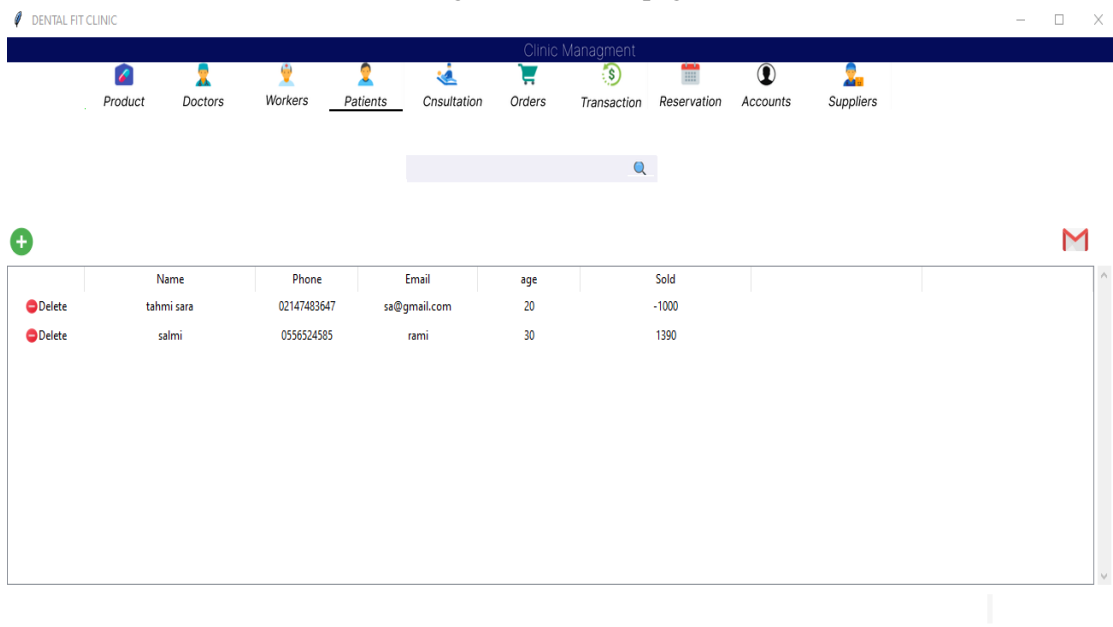 DENTAL FIT CLINIC
Clinic Managment
Product Doctors Workers Patients Cnsultation Orders Transaction Reservation Accounts Suppliers
Name Phone Email age Sold
Delete tahmi sara 02147483647 sa@gmail.com 20 -1000
Delete salmi 0556524585 rami 30 1390